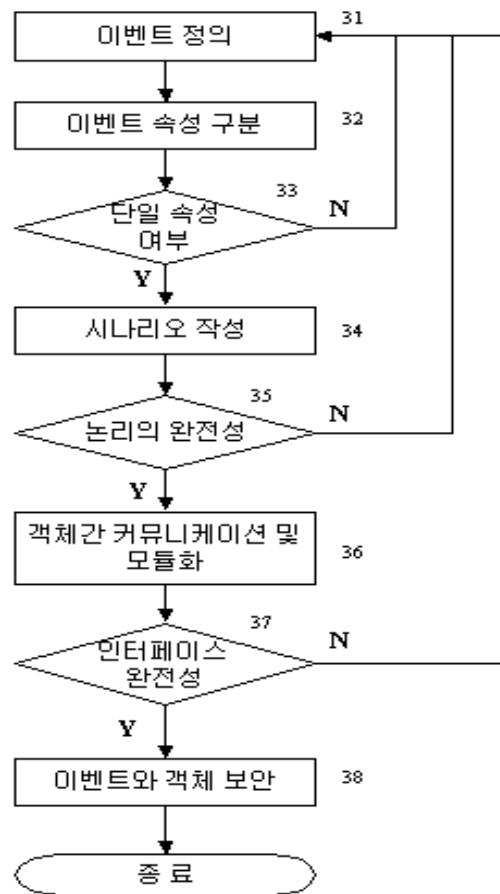 31
이벤트 정의
이벤트 속성 구분
32
33
단일 속성
여부
N
Y
시나리오 작성
34
35
논리의 완전성
N
Y
객체간 커뮤니케이션 및
모듈화
36
37
인터페이스
완전성
N
Y
이벤트와 객체 보안
38
종 료